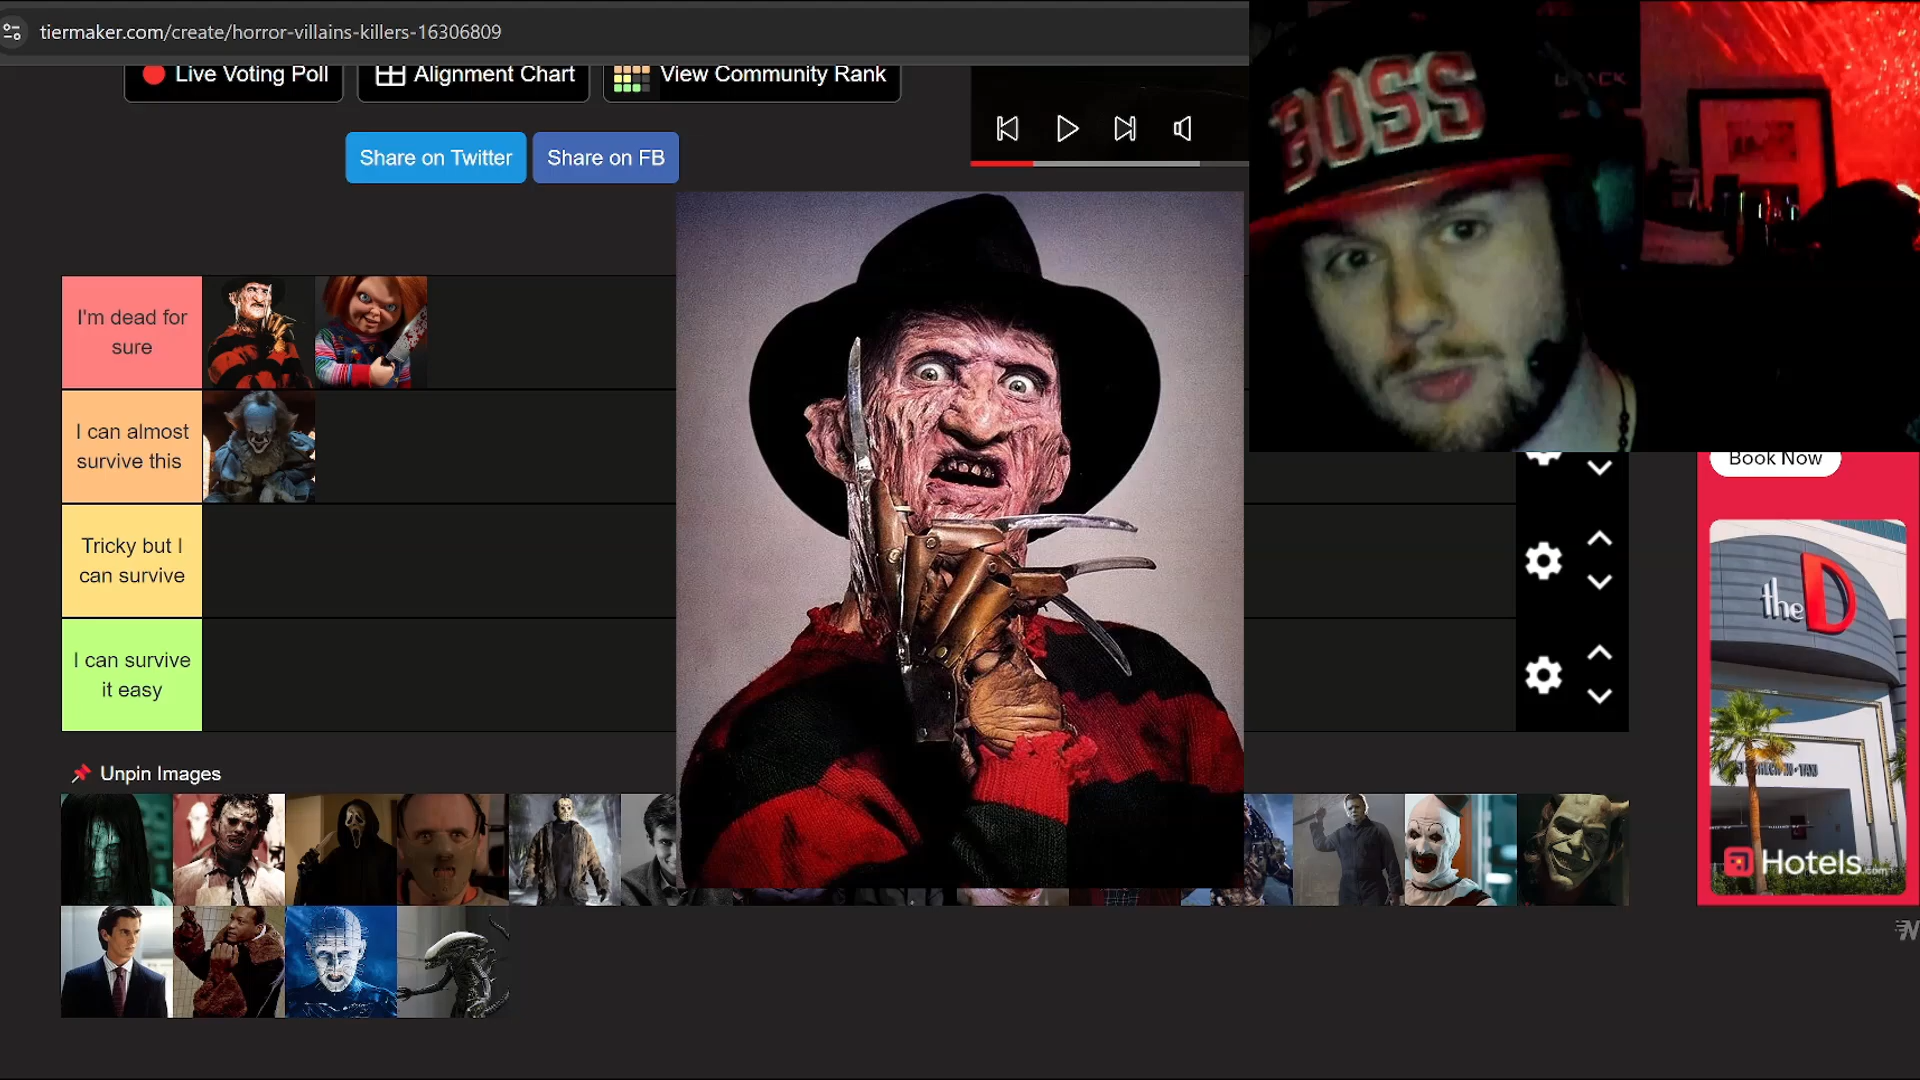 tiermaker.com/create/horror-villains-killers-16306809
Live Voting Poll
Alignment Chart
View Community Rank
Share on Twitter
Share on FB
BOSS
I'm dead for
sure
I can almost
survive this
Tricky but I
can survive
I can survive
it easy
Book Now
the D
Unpin Images
Hotels.com